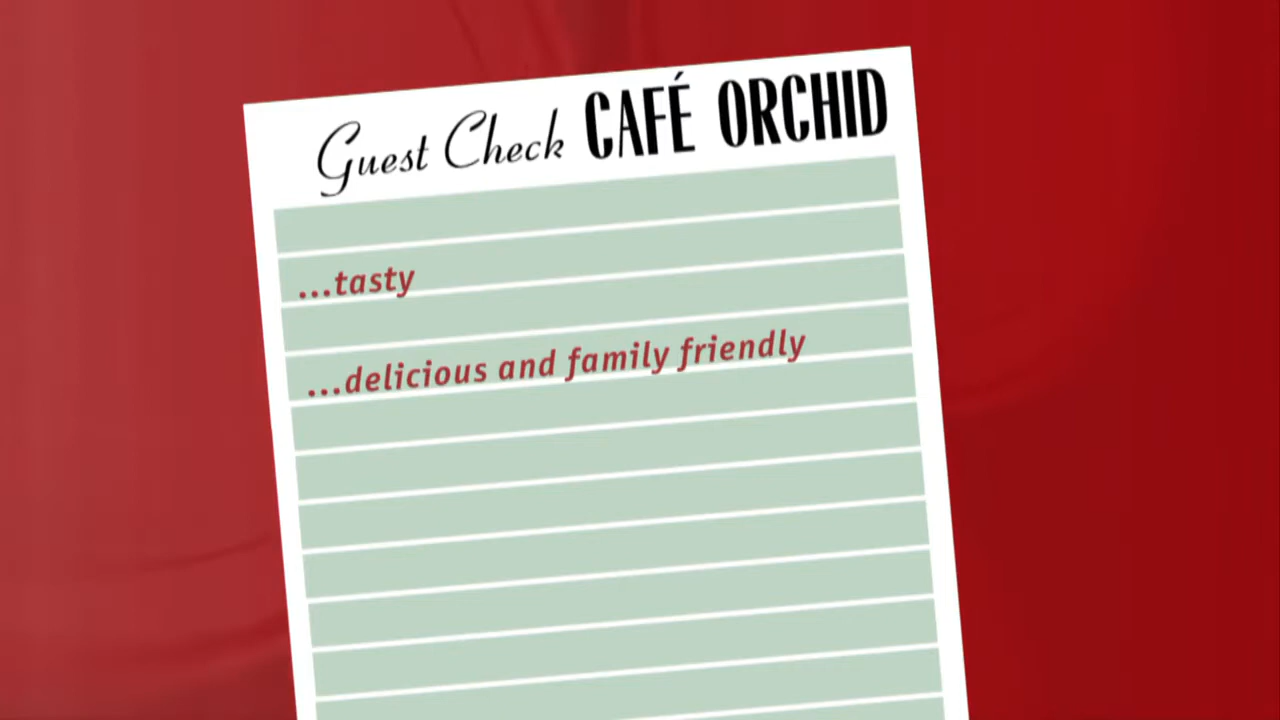 Guest Check CAFÉ ORCHID
...tasty
...delicious and family friendly